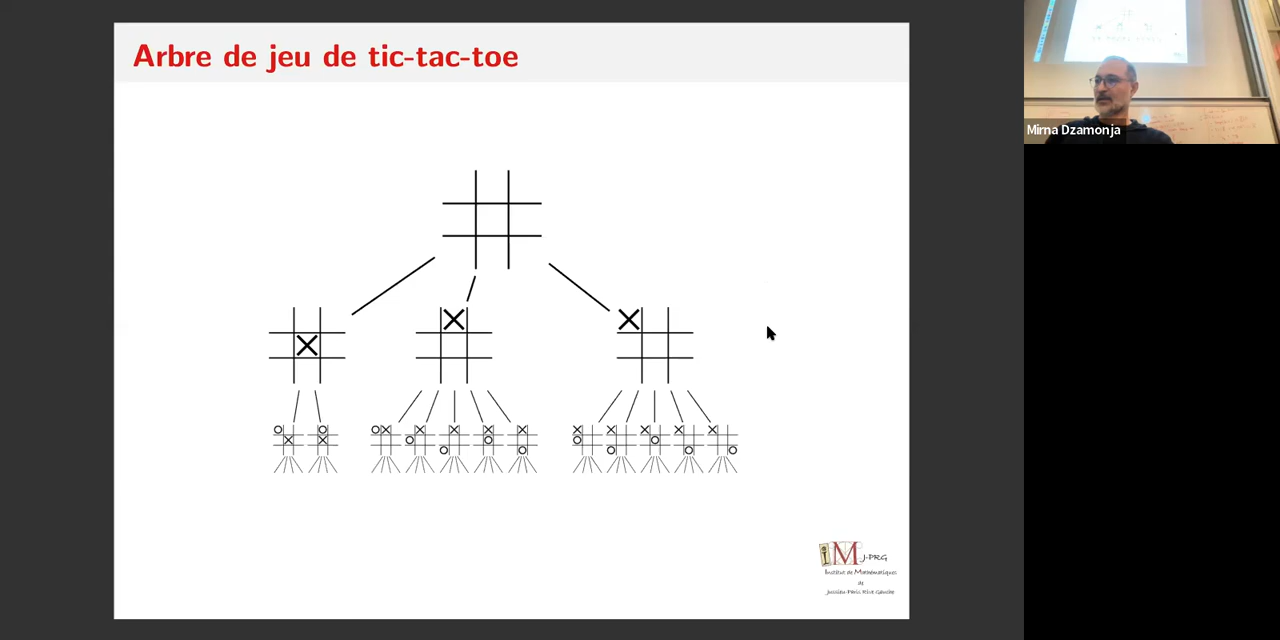 Arbre de jeu de tic-tac-toe
Mirna Dzamonja
iMJ-PRG
Institut de Mathématiques
de
Jussieu-Paris Rive Gauche